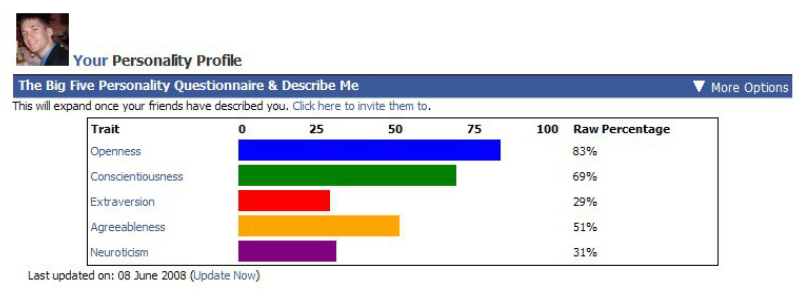 Your Personality Profile
The Big Five Personality Questionnaire & Describe Me ▼ More Options
This will expand once your friends have described you. Click here to invite them to.
Trait 0 25 50 75 100 Raw Percentage
Openness 83%
Conscientiousness 69%
Extraversion 29%
Agreeableness 51%
Neuroticism 31%
Last updated on: 08 June 2008 (Update Now)